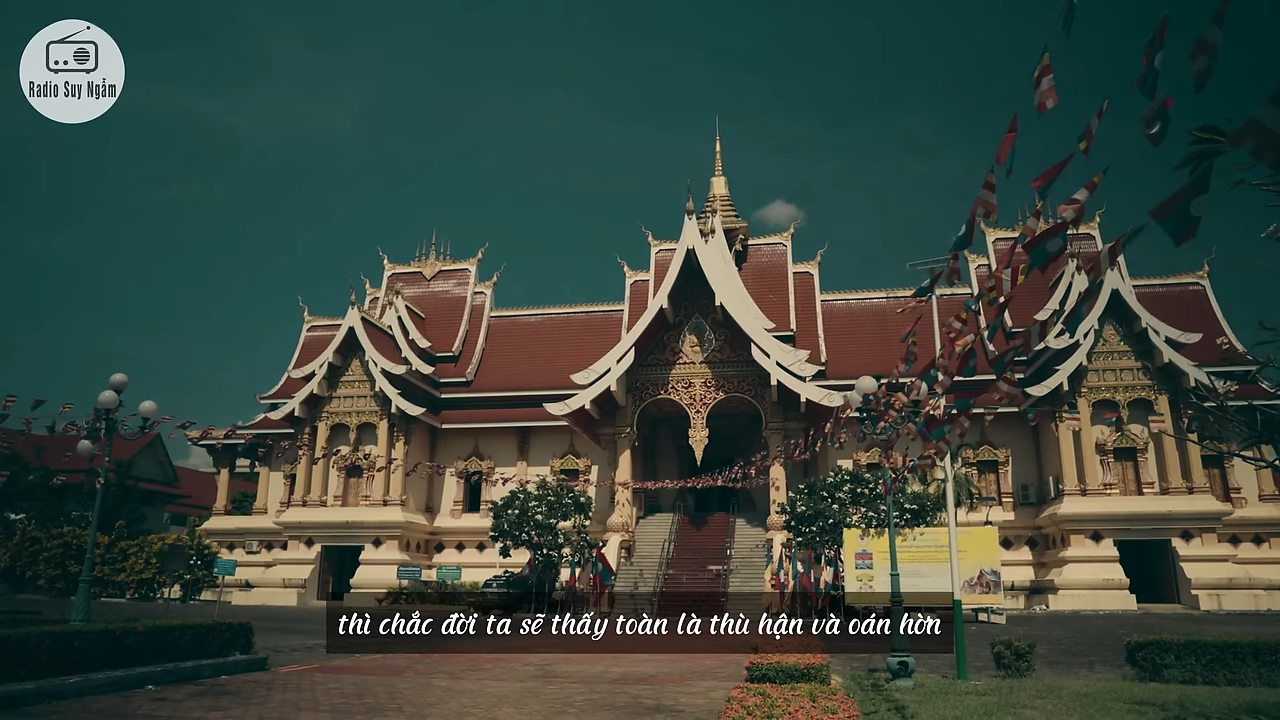 Radio Suy Ngẫm
thì chắc đời ta sẽ thấy toàn là thù hận và oán hờn